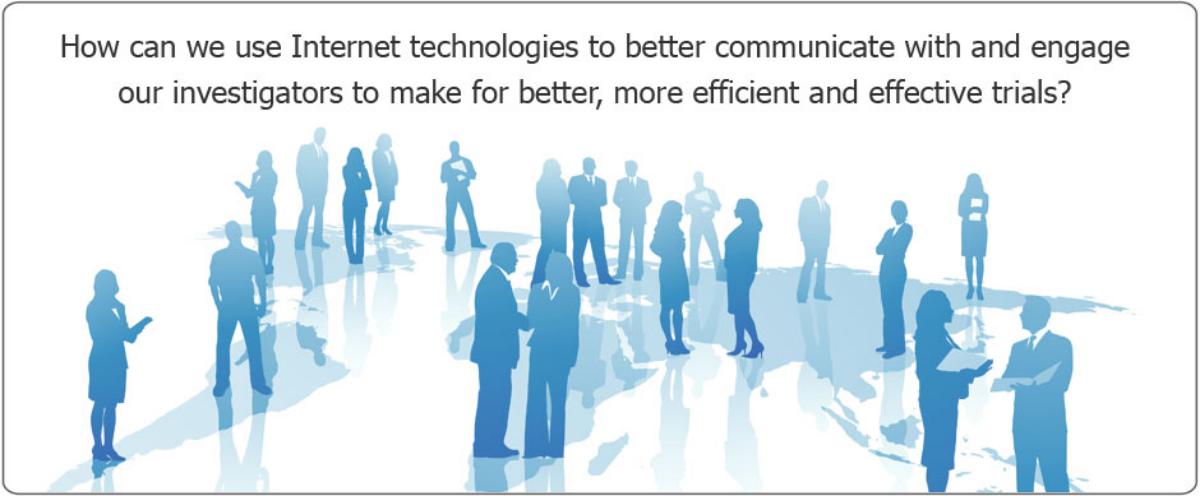 How can we use Internet technologies to better communicate with and engage
our investigators to make for better, more efficient and effective trials?